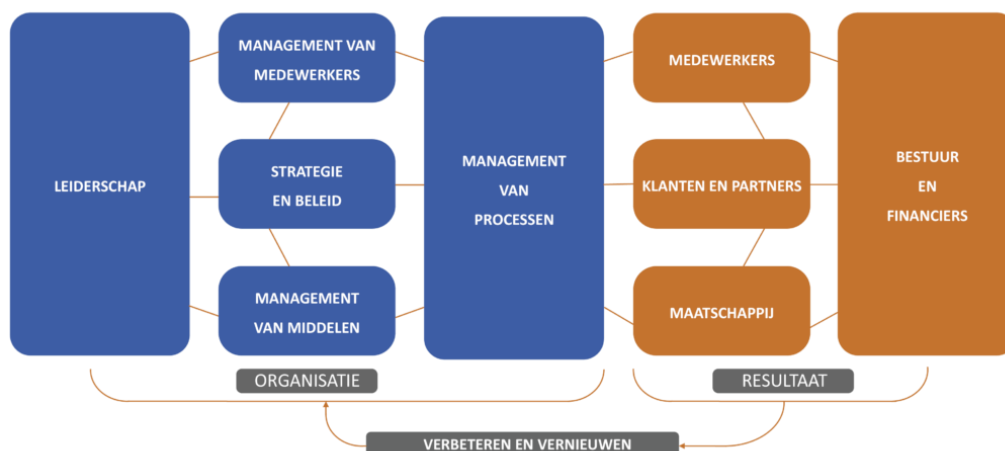 LEIDERSCHAP
MANAGEMENT VAN
MEDEWERKERS
STRATEGIE
EN BELEID
MANAGEMENT
VAN MIDDELEN
MANAGEMENT
VAN
PROCESSEN
MEDEWERKERS
KLANTEN EN PARTNERS
MAATSCHAPPIJ
BESTUUR
EN
FINANCIERS
ORGANISATIE
RESULTAAT
VERBETEREN EN VERNIEUWEN